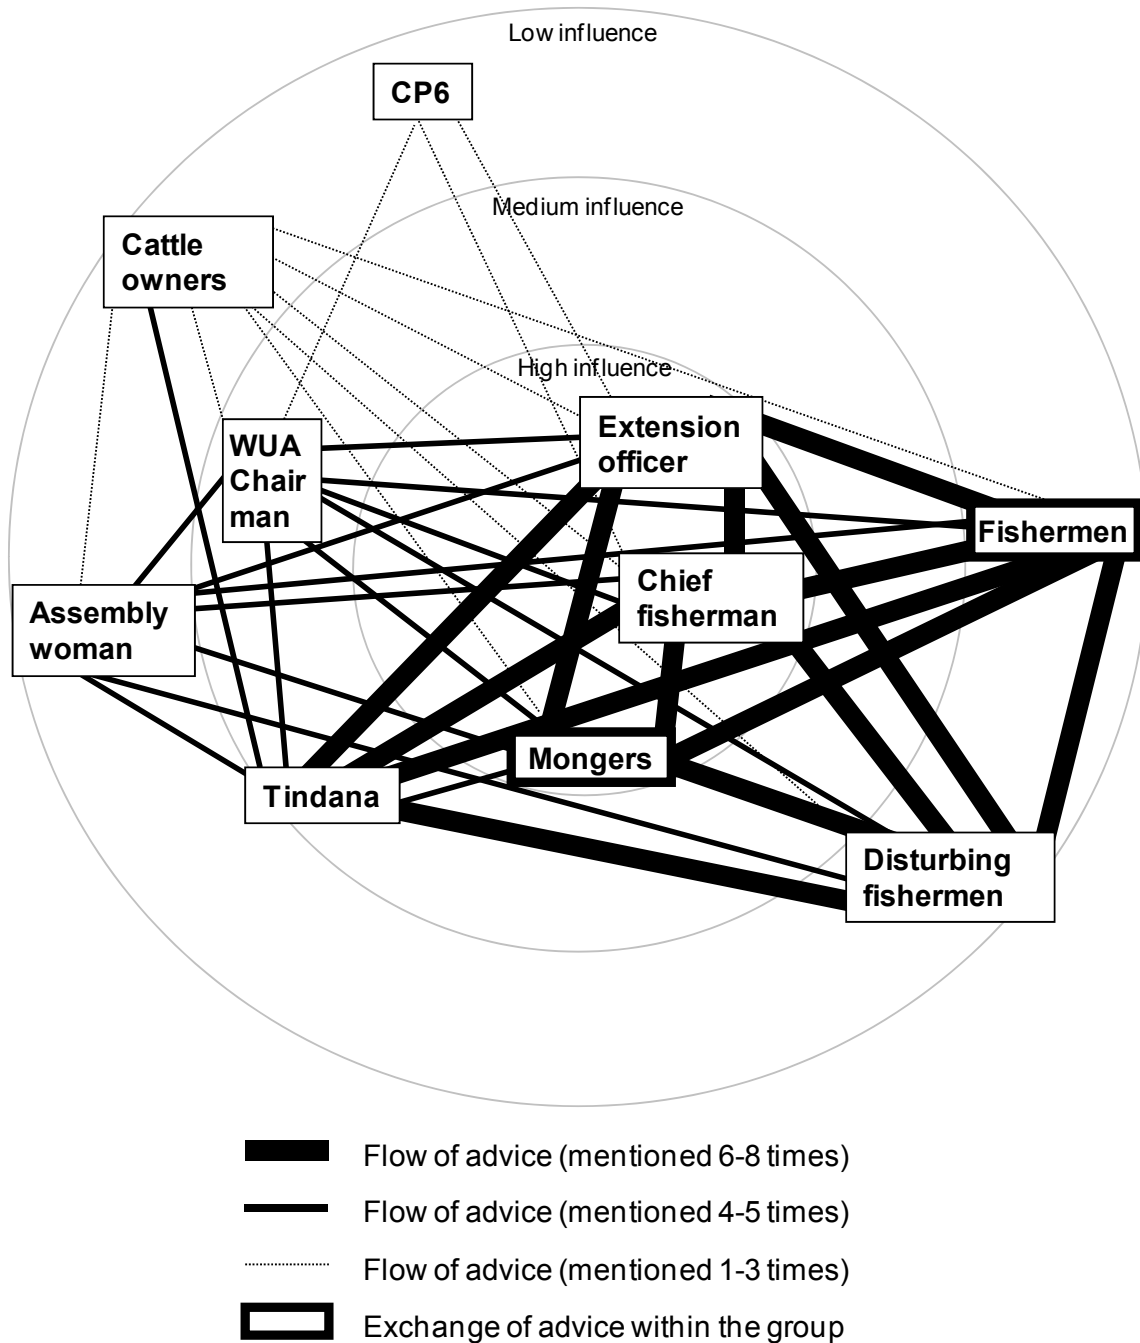 Low influence
CP6
Medium influence
Cattle
owners
High influence
Extension
officer
WUA
Chair
man
Fishermen
Chief
fisherman
Assembly
woman
Mongers
Tindana
Disturbing
fishermen
Flow of advice (mentioned 6-8 times)
Flow of advice (mentioned 4-5 times)
Flow of advice (mentioned 1-3 times)
Exchange of advice within the group